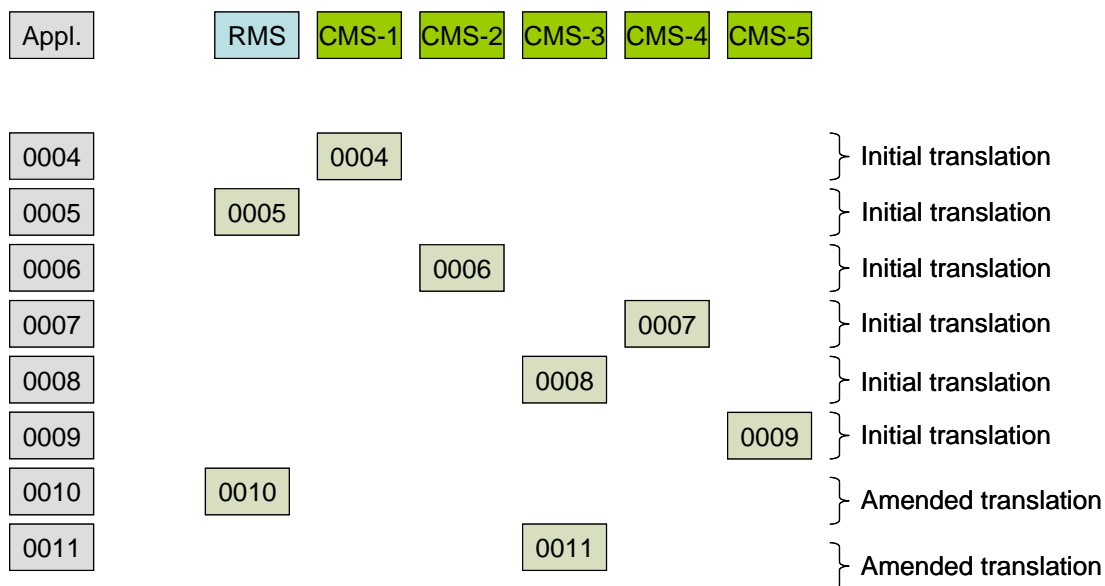 Appl. RMS CMS-1 CMS-2 CMS-3 CMS-4 CMS-5
0004 0004 Initial translation
0005 0005 Initial translation
0006 0006 Initial translation
0007 0007 Initial translation
0008 0008 Initial translation
0009 0009 Initial translation
0010 0010 Amended translation
0011 0011 Amended translation